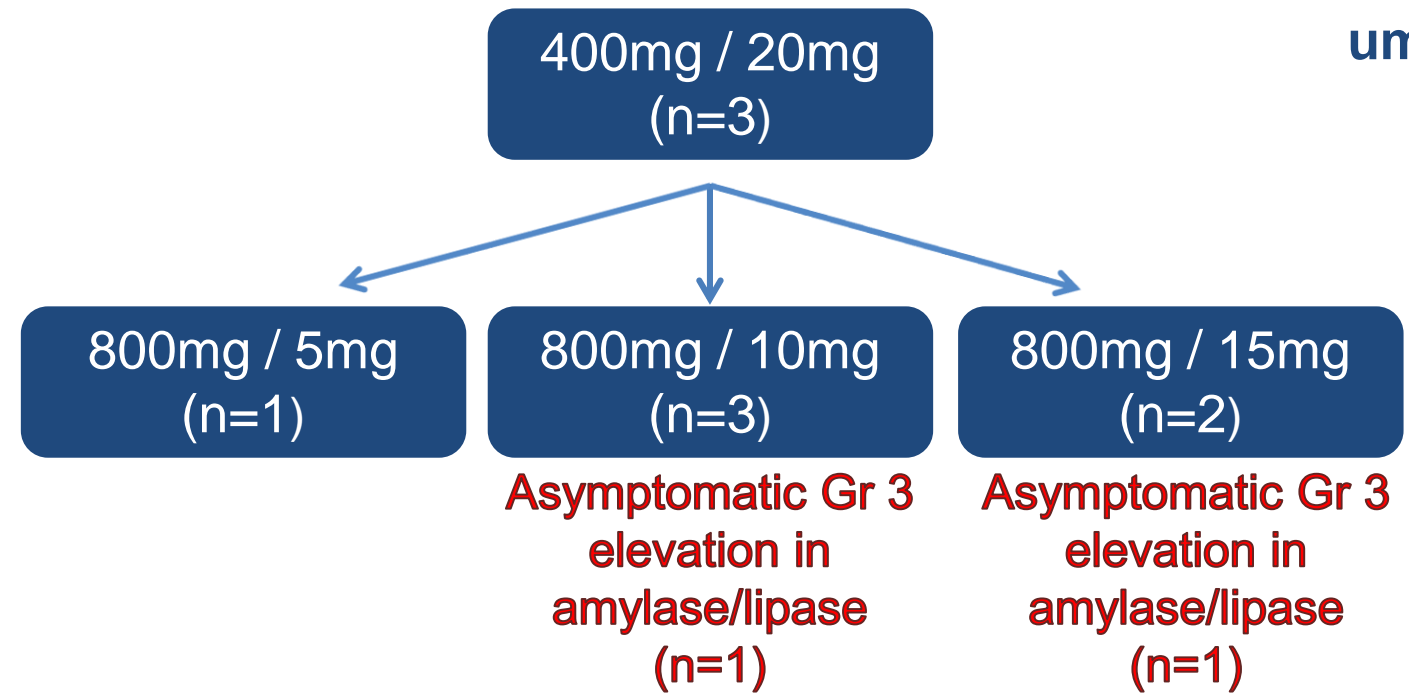 400mg / 20mg
(n=3)
800mg / 5mg
(n=1)
800mg / 10mg
(n=3)
800mg / 15mg
(n=2)
Asymptomatic Gr 3
elevation in
amylase/lipase
(n=1)
Asymptomatic Gr 3
elevation in
amylase/lipase
(n=1)